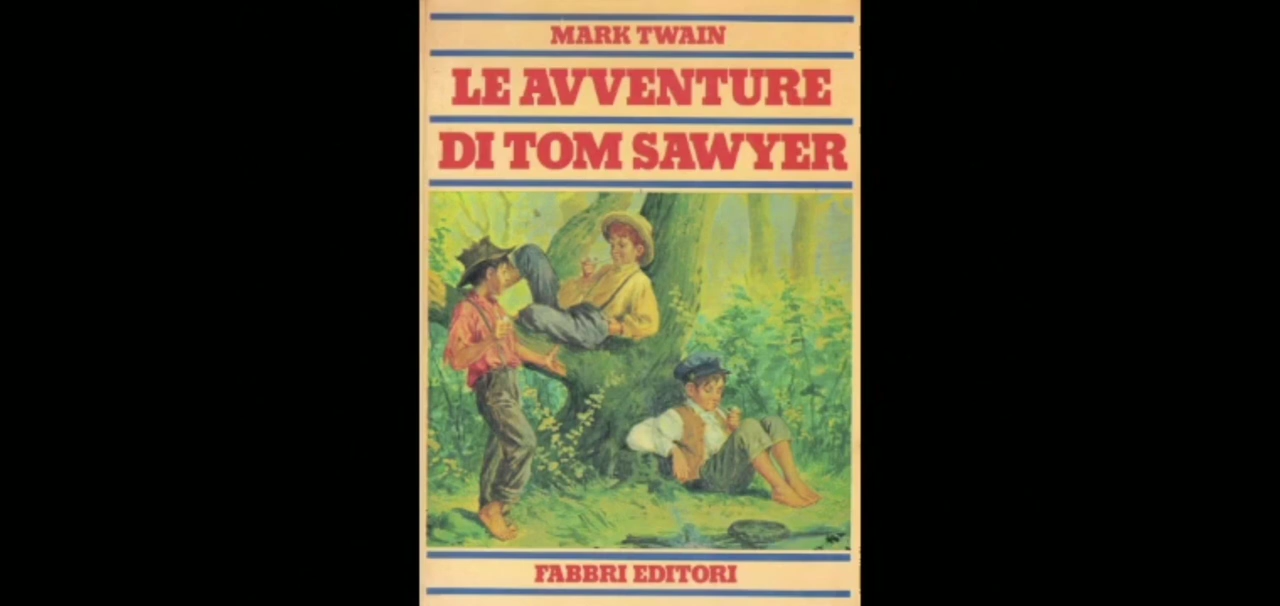 MARK TWAIN
LE AVVENTURE
DI TOM SAWYER
FABBRI EDITORI